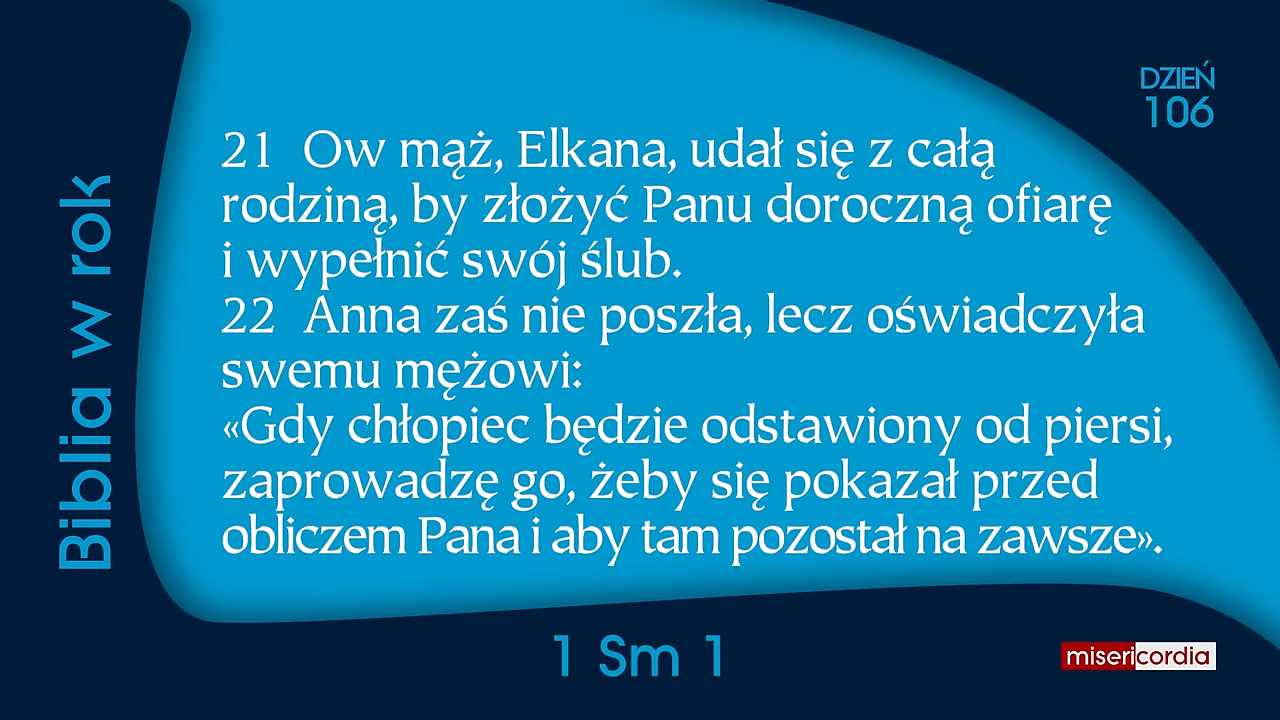 DZIEŃ
106
21 Ow mąż, Elkana, udał się z całą
rodziną, by złożyć Panu doroczną ofiarę
i wypełnić swój ślub.
22 Anna zaś nie poszła, lecz oświadczyła
swemu mężowi:
«Gdy chłopiec będzie odstawiony od piersi,
zaprowadzę go, żeby się pokazał przed
obliczem Pana i aby tam pozostał na zawsze».
Biblia w rok
1 Sm 1
misericordia